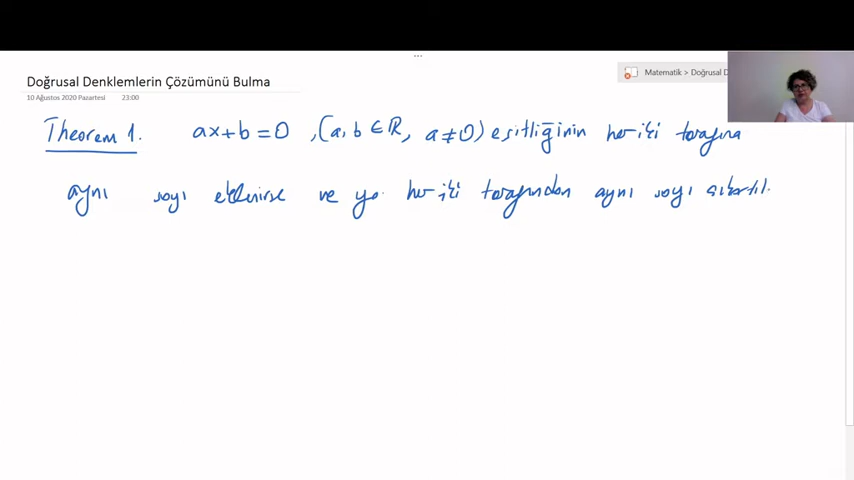 ...
Doğrusal Denklemlerin Çözümünü Bulma
Matematik > Doğrusal D
10 Ağustos 2020 Pazartesi 23:00
Theorem 1. ax+b=0 ,(a, b ∈ ℝ, a≠0) eşitliğinin her iki tarafına
aynı sayı eklenirse ve ya her iki tarafından aynı sayı çıkartıl.